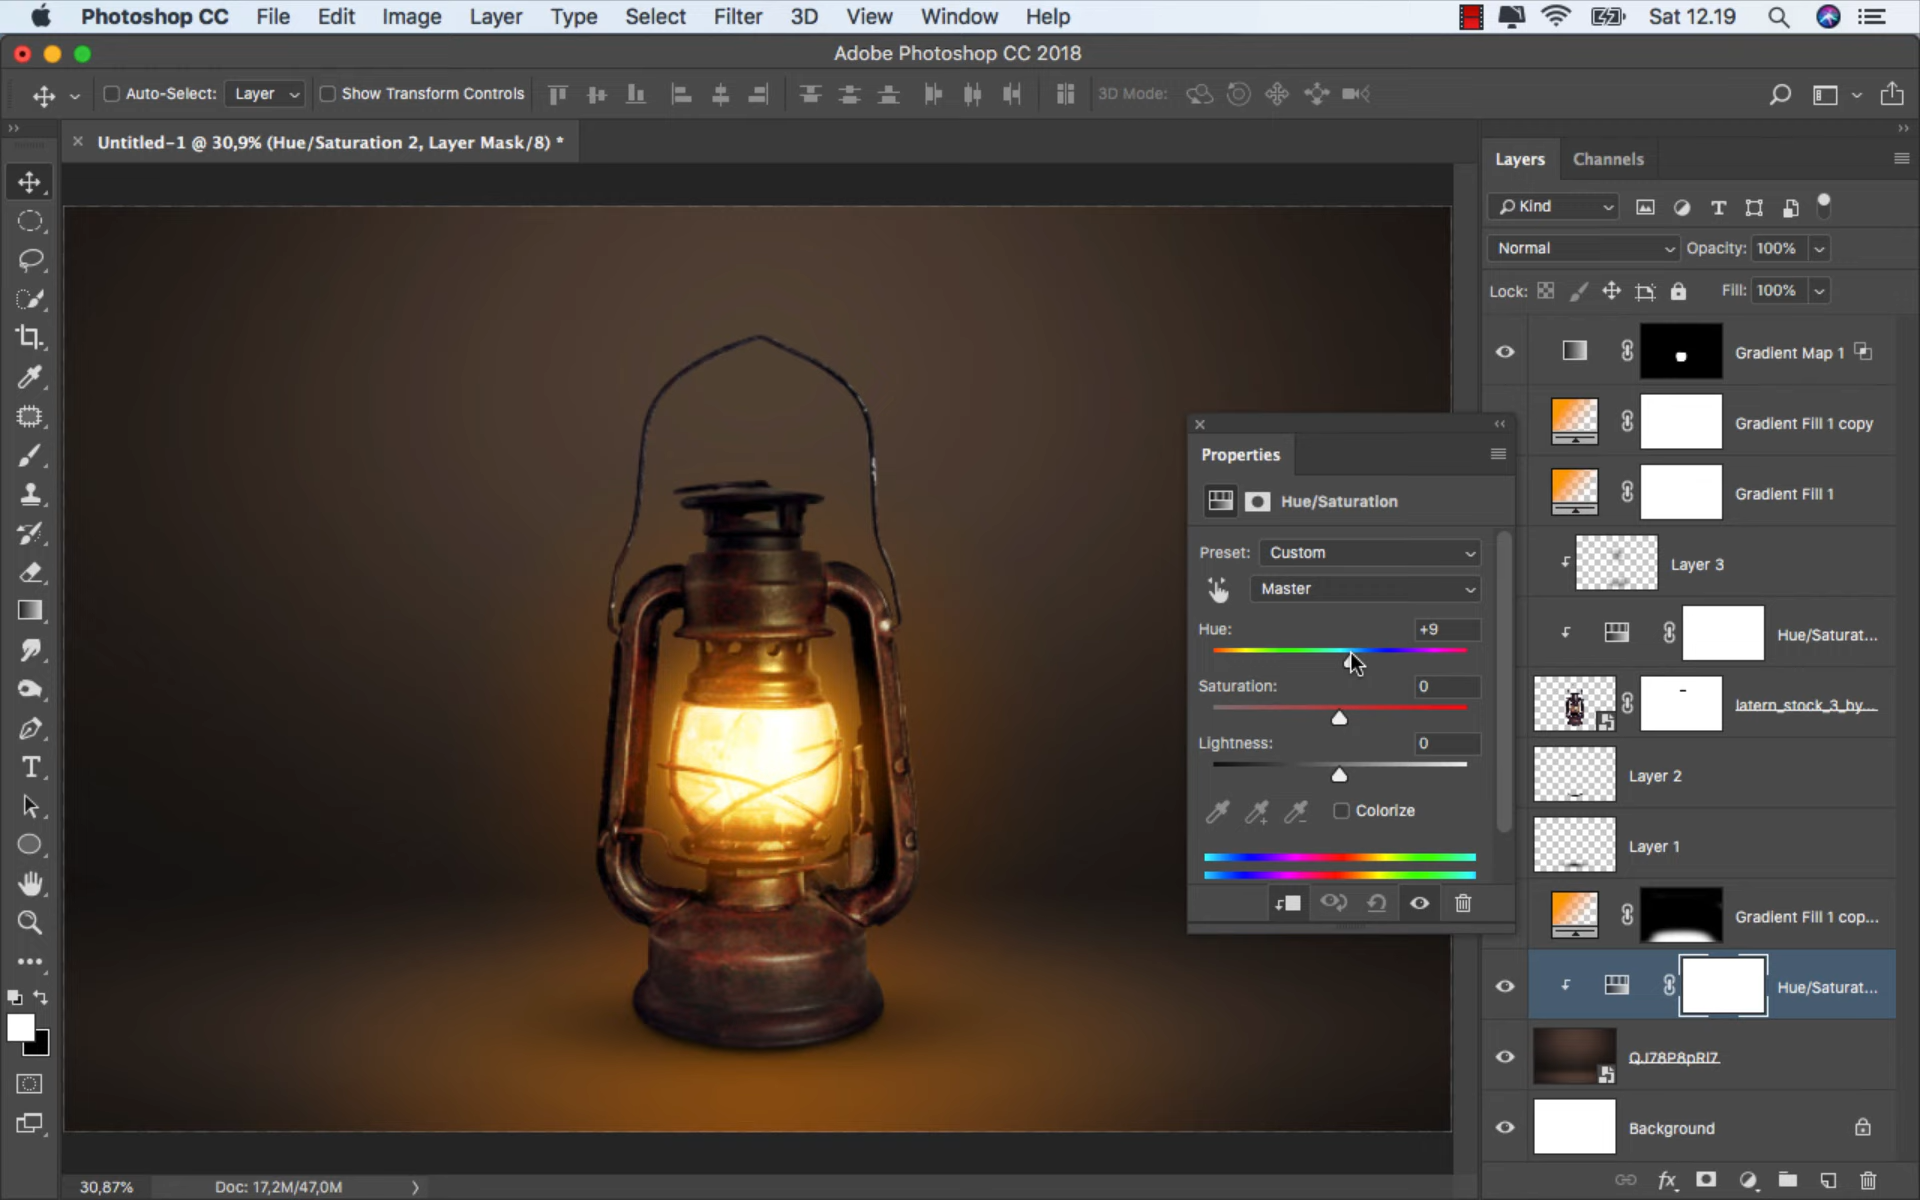 Photoshop CC File Edit Image Layer Type Select Filter 3D View Window Help Sat 12.19
Adobe Photoshop CC 2018
Auto-Select: Layer Show Transform Controls 3D Mode:
Untitled-1 @ 30,9% (Hue/Saturation 2, Layer Mask/8) *
Layers Channels
Kind
Normal Opacity: 100%
Lock: Fill: 100%
Gradient Map 1
Gradient Fill 1 copy
Gradient Fill 1
Layer 3
Hue/Saturat...
latern_stock_3_by...
Layer 2
Layer 1
Gradient Fill 1 cop...
Hue/Saturat...
QJ78P8pRI7
Background
Properties
Hue/Saturation
Preset: Custom
Master
Hue: +9
Saturation: 0
Lightness: 0
Colorize
30,87% Doc: 17,2M/47,0M